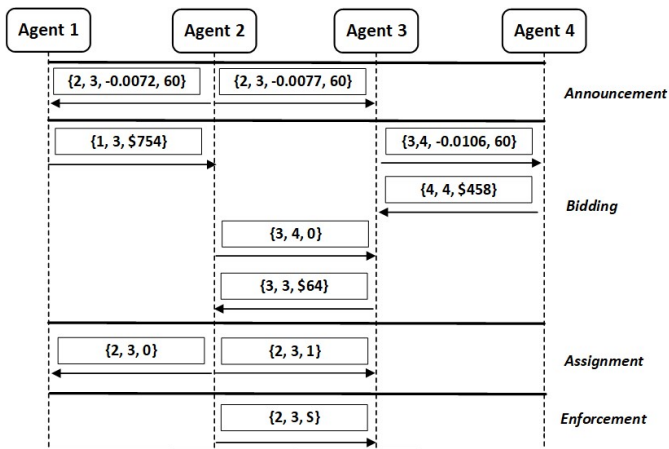 Agent 1 Agent 2 Agent 3 Agent 4
{2, 3, -0.0072, 60} {2, 3, -0.0077, 60}
Announcement
{1, 3, $754} {3,4, -0.0106, 60}
{4, 4, $458}
Bidding
{3, 4, 0}
{3, 3, $64}
{2, 3, 0} {2, 3, 1}
Assignment
{2, 3, S}
Enforcement